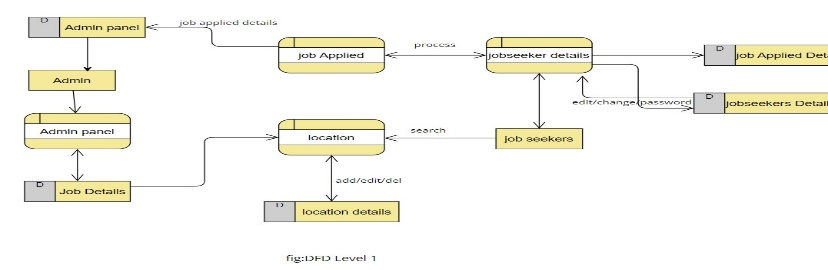 D
Admin panel
job applied details
job Applied
process
jobseeker details
D
job Applied Deta
Admin
D
jobseekers Detail
edit/change/password
Admin panel
location
search
job seekers
D
Job Details
add/edit/del
D
location details
fig:DFD Level 1